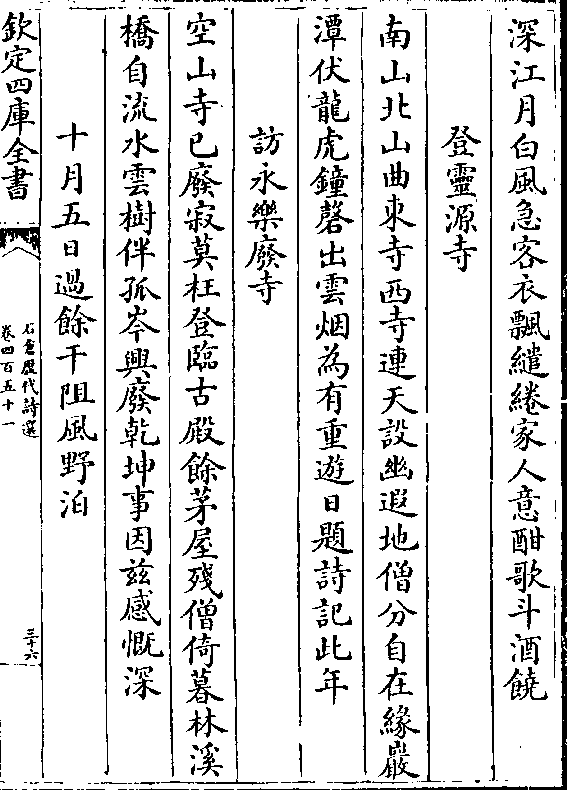 深江月白風急客衣飄繾綣家人意酣歌斗酒饒
登靈源寺
南山北山曲東寺西寺連天設幽遐地僧分自在緣巖
潭伏龍虎鐘磬出雲烟為有重遊日題詩記此年
訪永樂廢寺
空山寺已廢寂莫枉登臨古殿餘茅屋殘僧倚暮林溪
橋自流水雲樹伴孤岑興廢乾坤事因兹感慨深
十月五日過餘干阻風野泊
欽定四庫全書
石倉歴代詩選
卷四百五十一
三十六